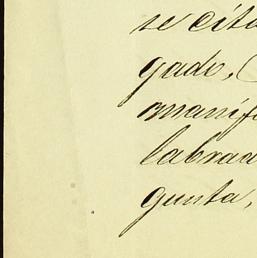 se cita
gado, C
manif
labrad
gunta,